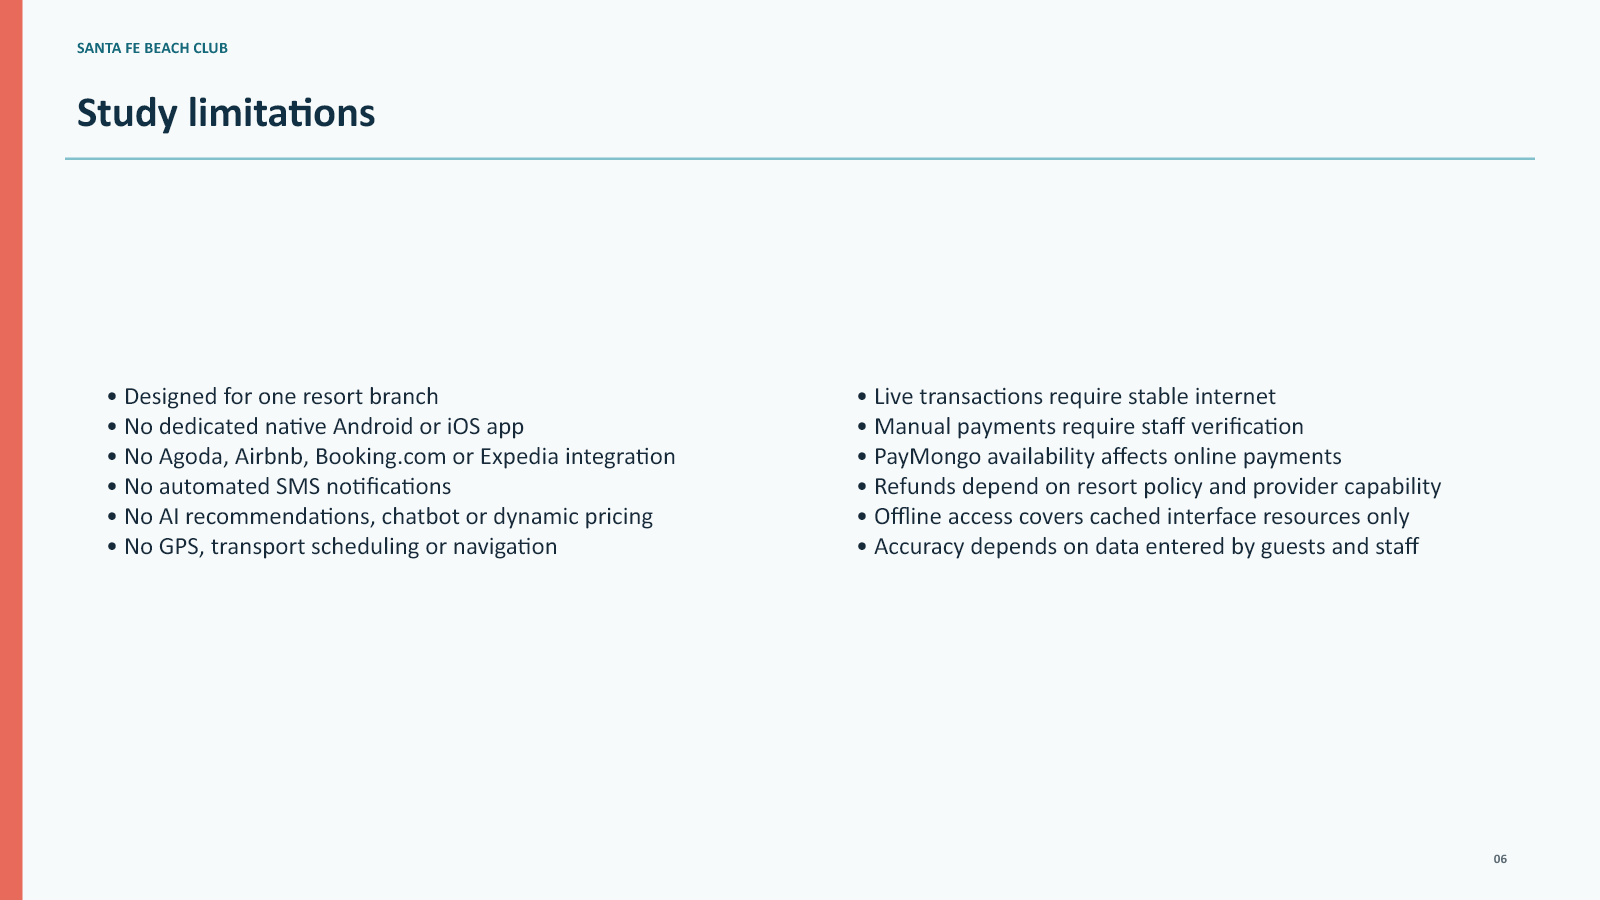 SANTA FE BEACH CLUB
Study limitations
• Designed for one resort branch
• No dedicated native Android or iOS app
• No Agoda, Airbnb, Booking.com or Expedia integration
• No automated SMS notifications
• No AI recommendations, chatbot or dynamic pricing
• No GPS, transport scheduling or navigation
• Live transactions require stable internet
• Manual payments require staff verification
• PayMongo availability affects online payments
• Refunds depend on resort policy and provider capability
• Offline access covers cached interface resources only
• Accuracy depends on data entered by guests and staff
06